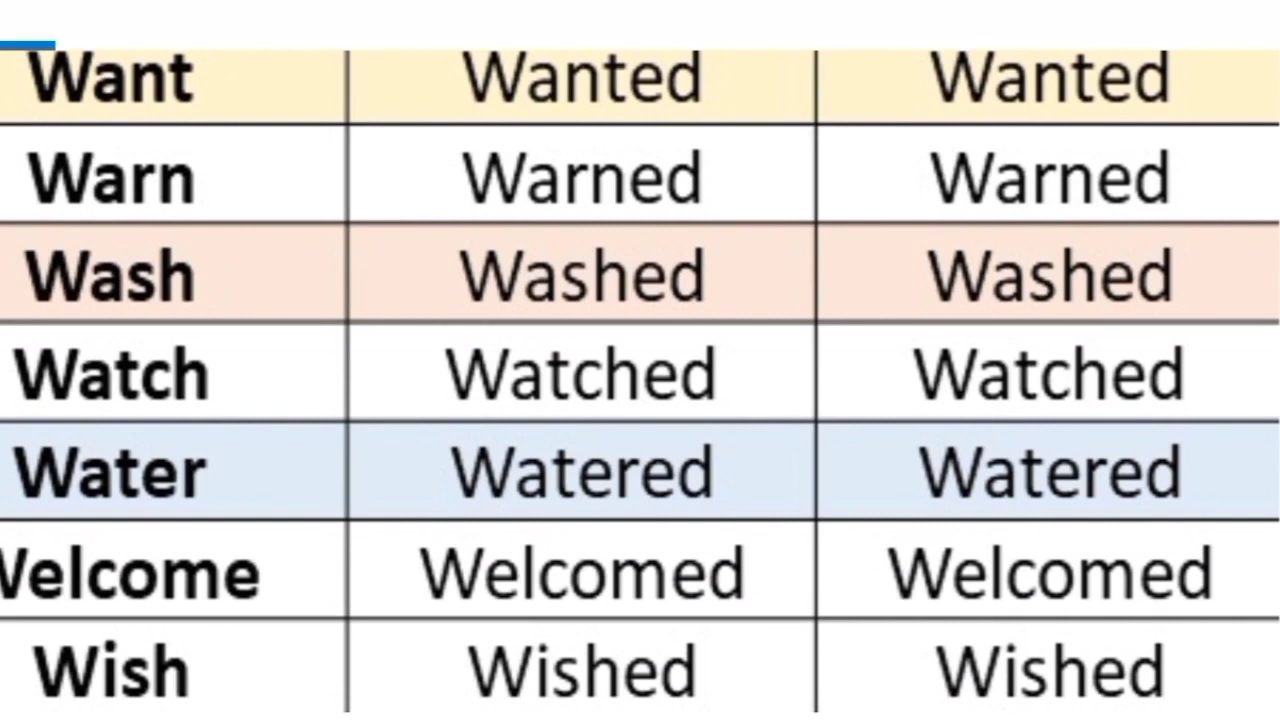 Want Wanted Wanted
Warn Warned Warned
Wash Washed Washed
Watch Watched Watched
Water Watered Watered
Welcome Welcomed Welcomed
Wish Wished Wished